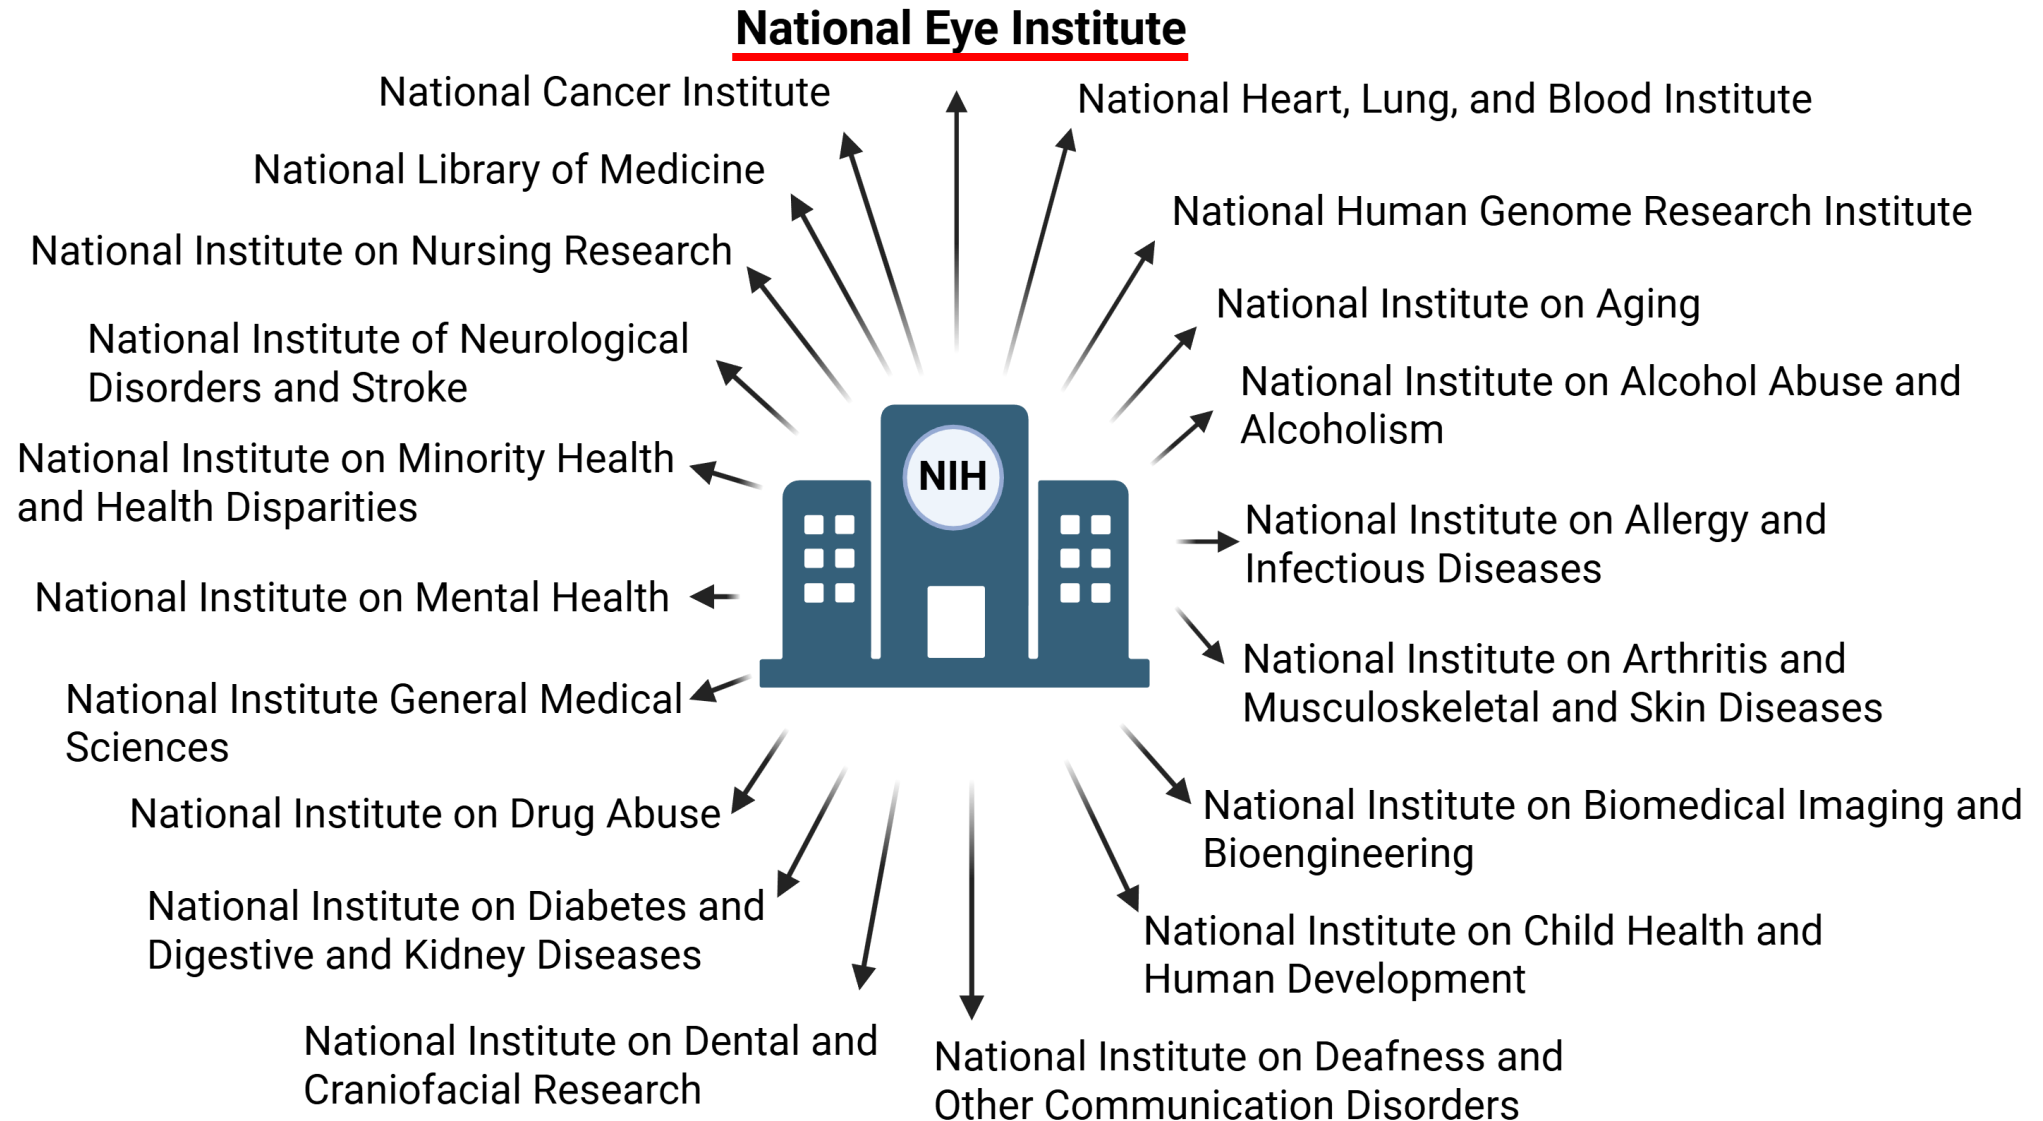 National Eye Institute
National Cancer Institute
National Heart, Lung, and Blood Institute
National Library of Medicine
National Human Genome Research Institute
National Institute on Nursing Research
National Institute on Aging
National Institute of Neurological
Disorders and Stroke
National Institute on Alcohol Abuse and
Alcoholism
National Institute on Minority Health
and Health Disparities
NIH
National Institute on Allergy and
Infectious Diseases
National Institute on Mental Health
National Institute on Arthritis and
Musculoskeletal and Skin Diseases
National Institute General Medical
Sciences
National Institute on Drug Abuse
National Institute on Biomedical Imaging and
Bioengineering
National Institute on Diabetes and
Digestive and Kidney Diseases
National Institute on Child Health and
Human Development
National Institute on Dental and
Craniofacial Research
National Institute on Deafness and
Other Communication Disorders